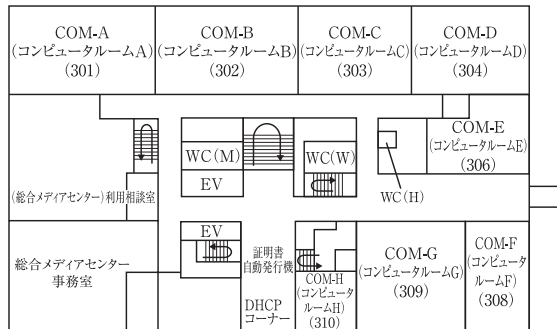 COM-A
(コンピュータルームA)
(301)
COM-B
(コンピュータルームB)
(302)
COM-C
(コンピュータルームC)
(303)
COM-D
(コンピュータルームD)
(304)
COM-E
(コンピュータルームE)
(306)
WC(M)
WC(W)
EV
WC(H)
(総合メディアセンター)利用相談室
EV
総合メディアセンター
事務室
証明書
自動発行機
DHCP
コーナー
COM-H
(コンピュータ
ルームH)
(310)
COM-G
(コンピュータルームG)
(309)
COM-F
(コンピュータ
ルームF)
(308)